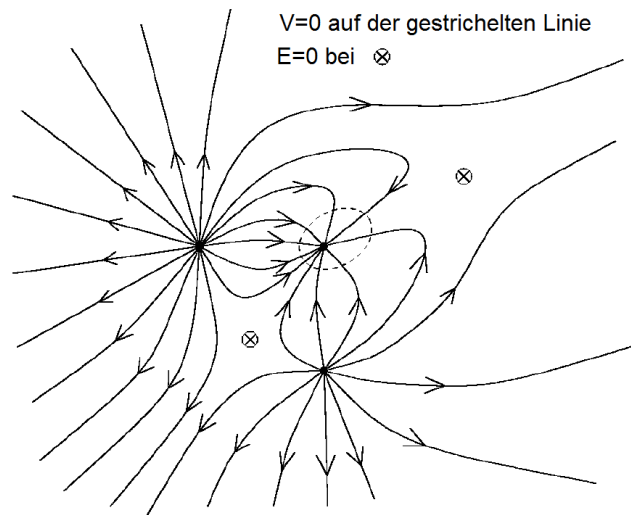 V=0 auf der gestrichelten Linie
E=0 bei ⊗